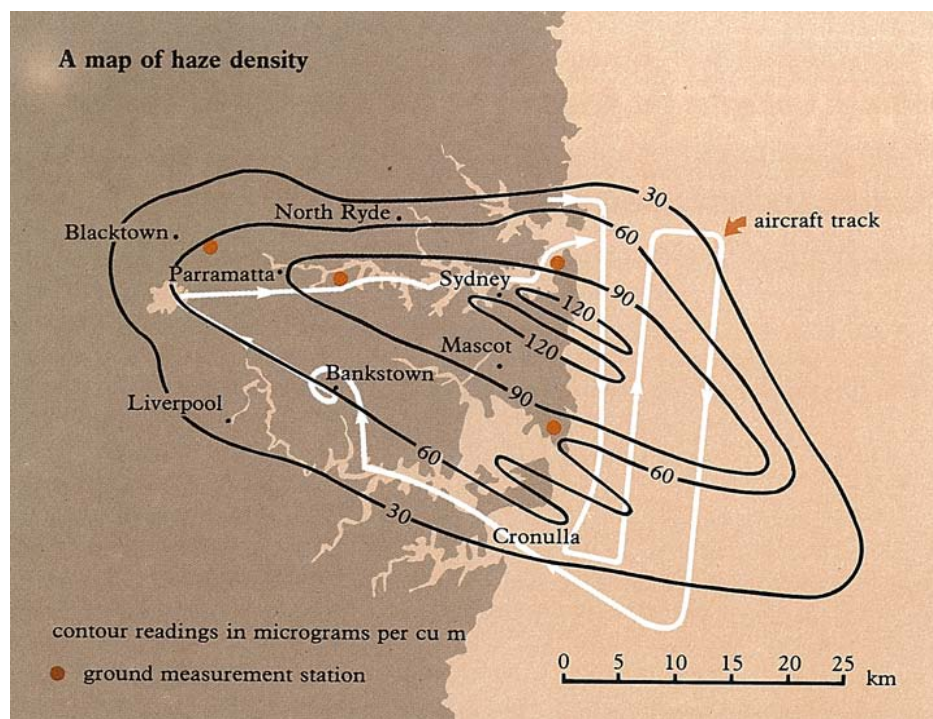 A map of haze density
30
North Ryde
Blacktown
60
aircraft track
Parramatta
Sydney
90
120
Mascot
120
Bankstown
90
Liverpool
60
60
30
Cronulla
contour readings in micrograms per cu m
ground measurement station
0 5 10 15 20 25
km